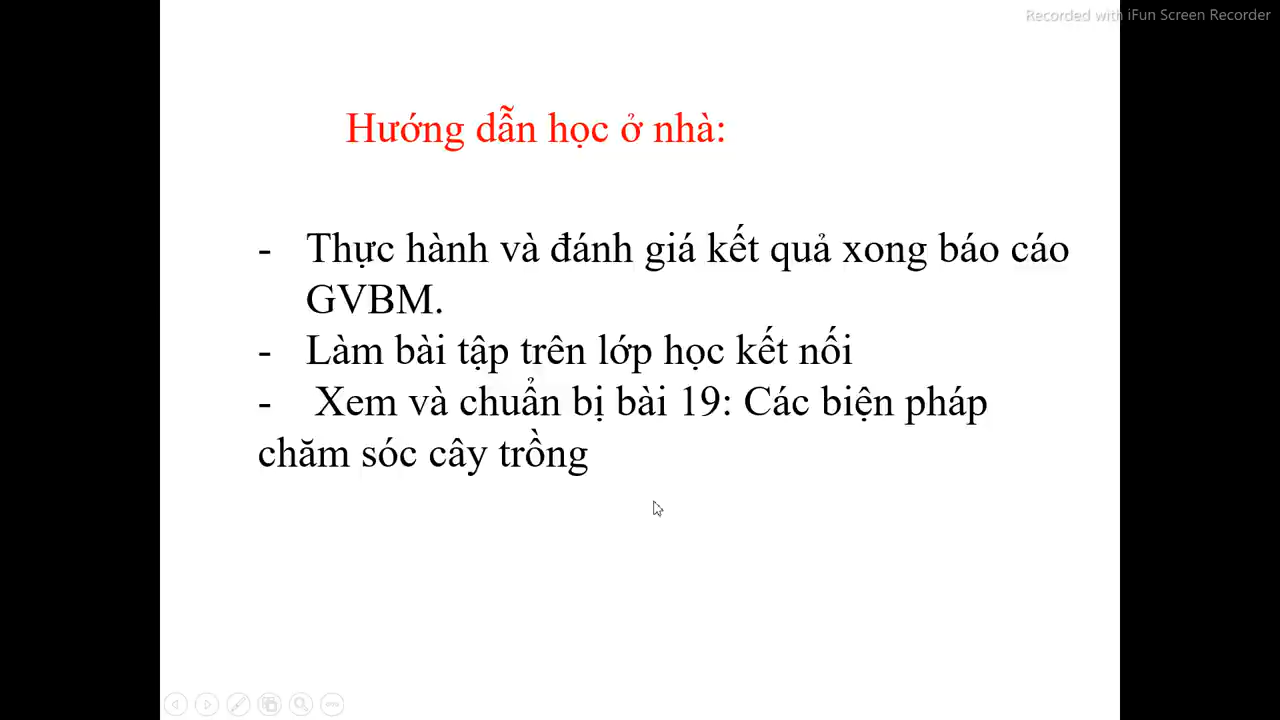 Recorded with iFun Screen Recorder
Hướng dẫn học ở nhà:
- Thực hành và đánh giá kết quả xong báo cáo
GVBM.
- Làm bài tập trên lớp học kết nối
- Xem và chuẩn bị bài 19: Các biện pháp
chăm sóc cây trồng